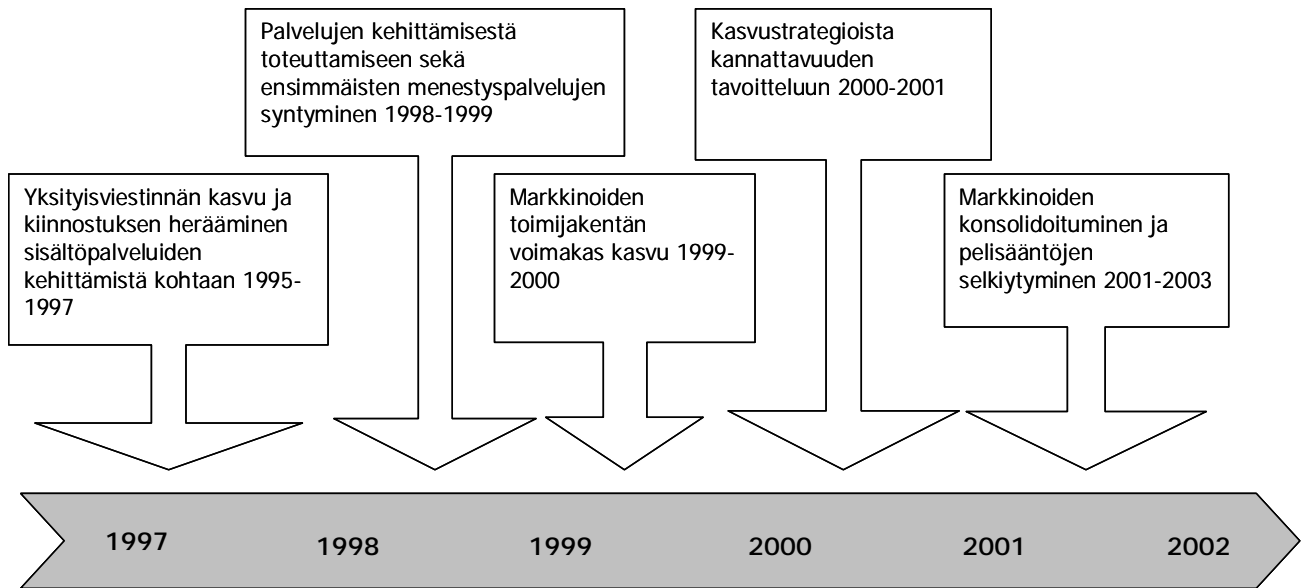 Palvelujen kehittämisestä
toteuttamiseen sekä
ensimmäisten menestyspalvelujen
syntyminen 1998-1999
Kasvustrategioista
kannattavuuden
tavoitteluun 2000-2001
Yksityisviestinnän kasvu ja
kiinnostuksen herääminen
sisältöpalveluiden
kehittämistä kohtaan 1995-
1997
Markkinoiden
toimijakentän
voimakas kasvu 1999-
2000
Markkinoiden
konsolidoituminen ja
pelisääntöjen
selkiytyminen 2001-2003
1997
1998
1999
2000
2001
2002